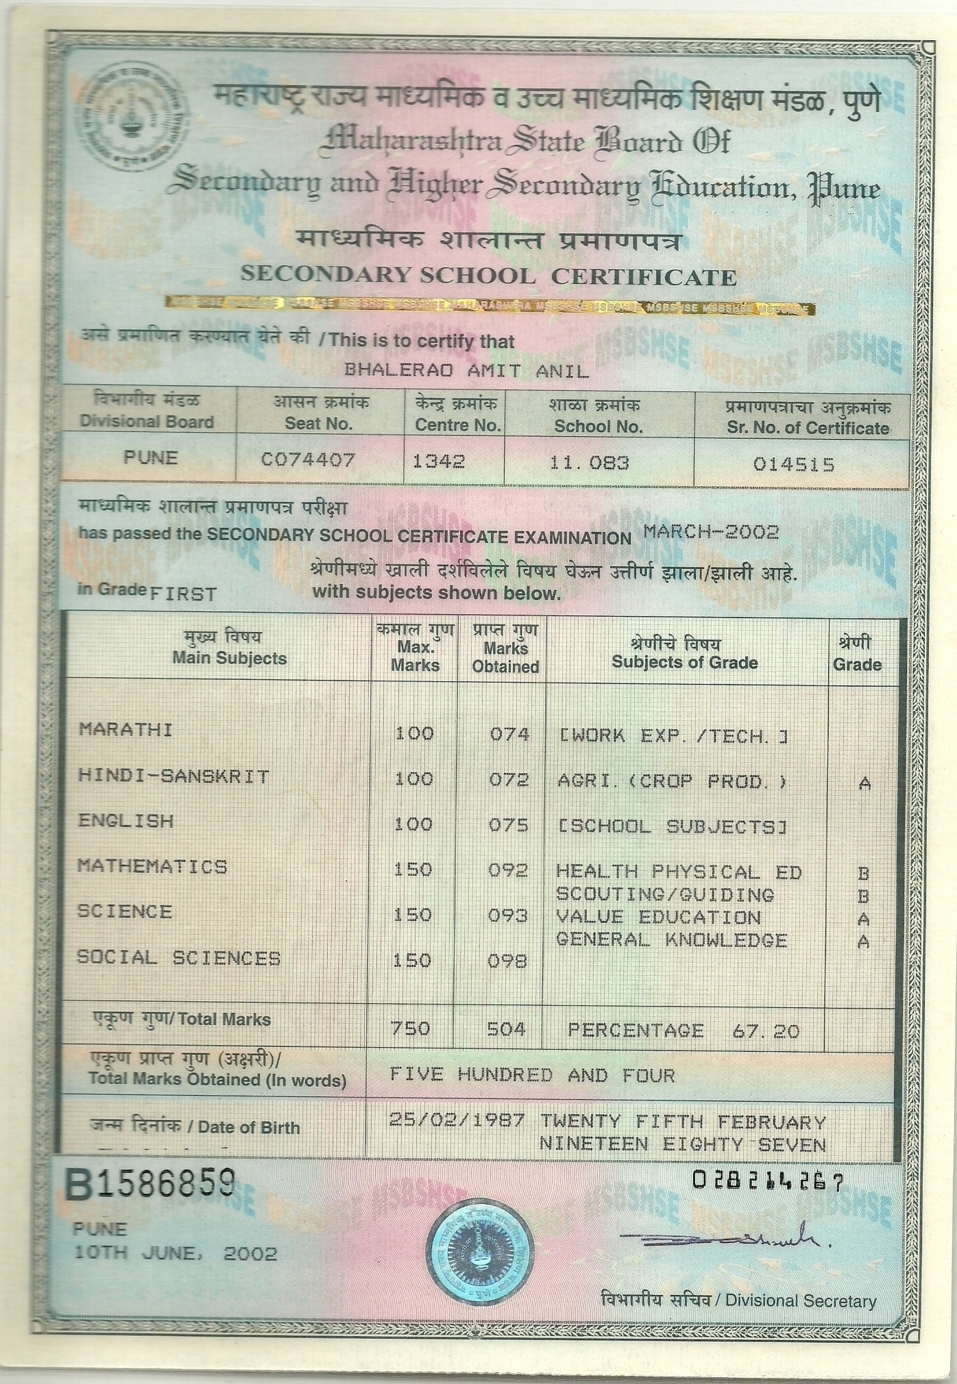 महाराष्ट्र राज्य माध्यमिक व उच्च माध्यमिक शिक्षण मंडळ, पुणे
Maharashtra State Board Of
Secondary and Higher Secondary Education, Pune
माध्यमिक शालान्त प्रमाणपत्र
SECONDARY SCHOOL CERTIFICATE
असे प्रमाणित करण्यात येते की / This is to certify that
BHALERAO AMIT ANIL
विभागीय मंडळ आसन क्रमांक केन्द्र क्रमांक शाळा क्रमांक प्रमाणपत्राचा अनुक्रमांक
Divisional Board Seat No. Centre No. School No. Sr. No. of Certificate
PUNE C074407 1342 11.083 014515
माध्यमिक शालान्त प्रमाणपत्र परीक्षा
has passed the SECONDARY SCHOOL CERTIFICATE EXAMINATION MARCH-2002
श्रेणीमध्ये खाली दर्शविलेले विषय घेऊन उत्तीर्ण झाला/झाली आहे.
in Grade FIRST with subjects shown below.
मुख्य विषय कमाल गुण प्राप्त गुण श्रेणीचे विषय श्रेणी
Main Subjects Max. Marks Marks Obtained Subjects of Grade Grade
MARATHI 100 074 [WORK EXP./TECH.]
HINDI-SANSKRIT 100 072 AGRI.(CROP PROD.) A
ENGLISH 100 075 [SCHOOL SUBJECTS]
MATHEMATICS 150 092 HEALTH PHYSICAL ED B
SCOUTING/GUIDING B
SCIENCE 150 093 VALUE EDUCATION A
GENERAL KNOWLEDGE A
SOCIAL SCIENCES 150 098
एकूण गुण/Total Marks 750 504 PERCENTAGE 67.20
एकूण प्राप्त गुण (अक्षरी)/
Total Marks Obtained (In words) FIVE HUNDRED AND FOUR
जन्म दिनांक / Date of Birth 25/02/1987 TWENTY FIFTH FEBRUARY
NINETEEN EIGHTY SEVEN
B1586859 028214267
PUNE
10TH JUNE, 2002
विभागीय सचिव / Divisional Secretary